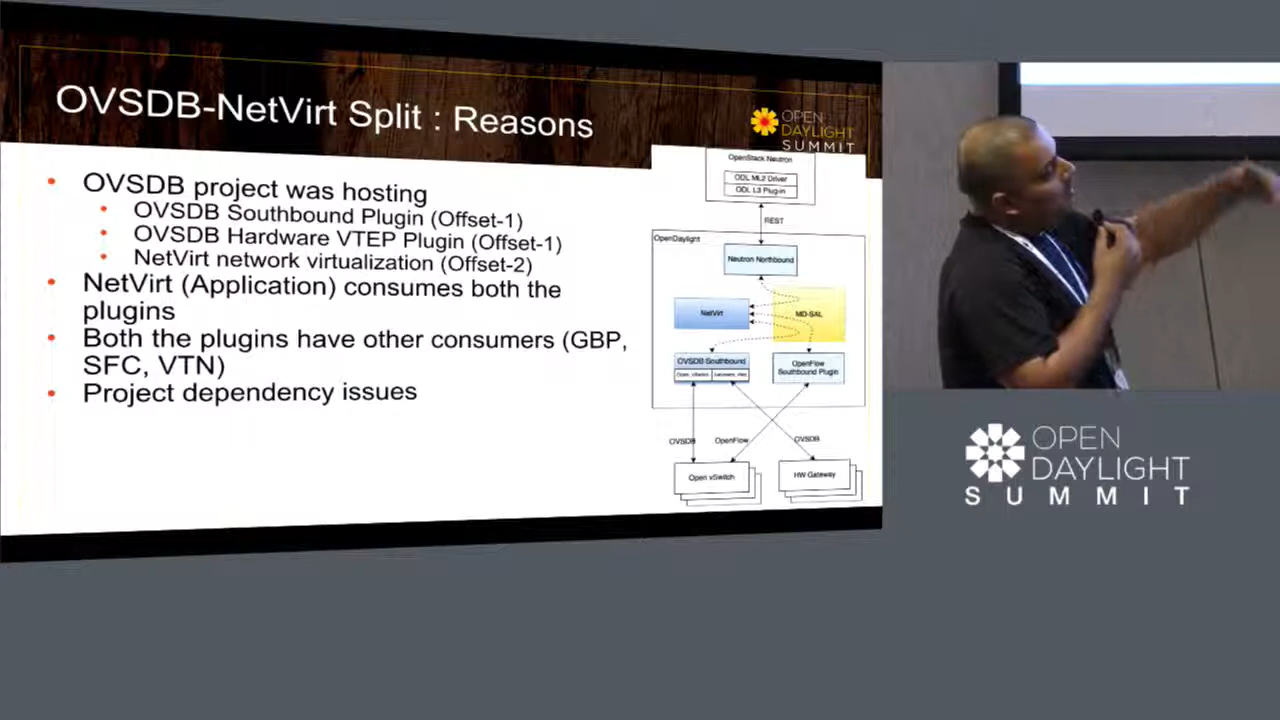 OVSDB-NetVirt Split : Reasons
OPEN
DAYLIGHT
SUMMIT
• OVSDB project was hosting
• OVSDB Southbound Plugin (Offset-1)
• OVSDB Hardware VTEP Plugin (Offset-1)
• NetVirt network virtualization (Offset-2)
• NetVirt (Application) consumes both the
plugins
• Both the plugins have other consumers (GBP,
SFC, VTN)
• Project dependency issues
OpenStack Neutron
ODL ML2 Driver
ODL L3 Plug-in
REST
OpenDaylight
Neutron Northbound
NetVirt
MD-SAL
OVSDB-Southbound
OpenFlow
Southbound Plugin
OVSDB
OpenFlow
OVSDB
Open vSwitch
HW Gateway
OPEN
DAYLIGHT
SUMMIT